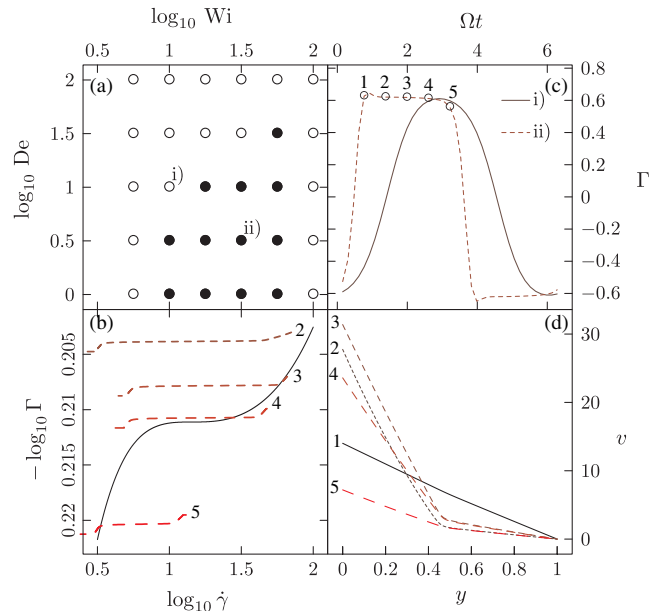 log₁₀ Wi
Ωt
0.5 1 1.5 2
0 2 4 6
(a)
log₁₀ De
2
1.5
1
0.5
0
i)
ii)
(c)
1 2 3 4 5
i)
ii)
0.8
0.6
0.4
0.2
0
−0.2
−0.4
−0.6
Γ
(b)
− log₁₀ Γ
0.205
0.21
0.215
0.22
2
3
4
5
(d)
3
2
4
1
5
30
20
10
0
v
0.5 1 1.5 2
log₁₀ γ̇
0 0.2 0.4 0.6 0.8 1
y